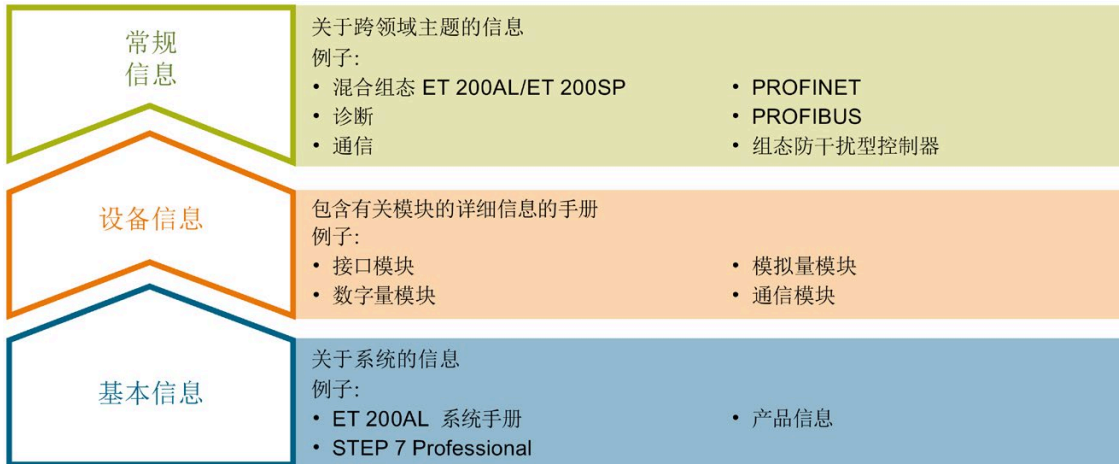 常规
信息
关于跨领域主题的信息
例子:
• 混合组态 ET 200AL/ET 200SP
• 诊断
• 通信
• PROFINET
• PROFIBUS
• 组态防干扰型控制器
设备信息
包含有关模块的详细信息的手册
例子:
• 接口模块
• 数字量模块
• 模拟量模块
• 通信模块
基本信息
关于系统的信息
例子:
• ET 200AL 系统手册
• STEP 7 Professional
• 产品信息